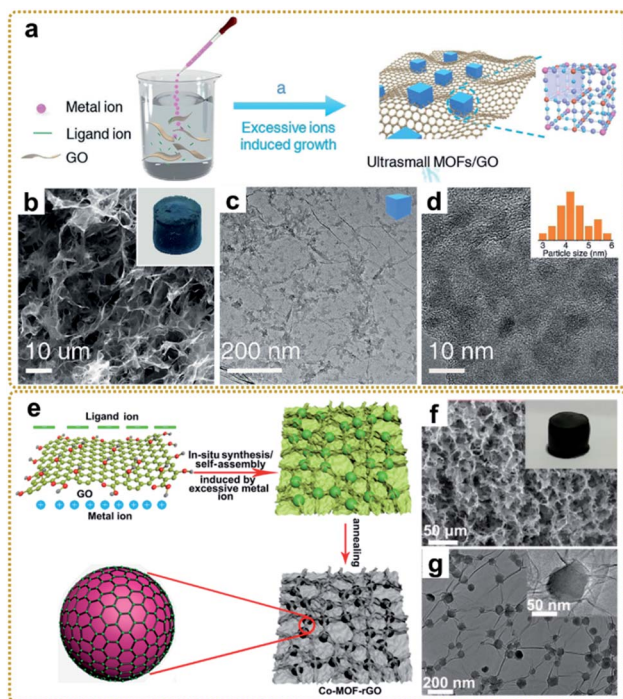 a
Metal ion
Ligand ion
GO
a
Excessive ions
induced growth
Ultrasmall MOFs/GO
b
10 um
c
200 nm
d
3 4 5 6
Particle size (nm)
10 nm
e
Ligand ion
GO
Metal ion
In-situ synthesis/
self-assembly
induced by
excessive metal
ion
annealing
Co-MOF-rGO
f
50 μm
g
50 nm
200 nm